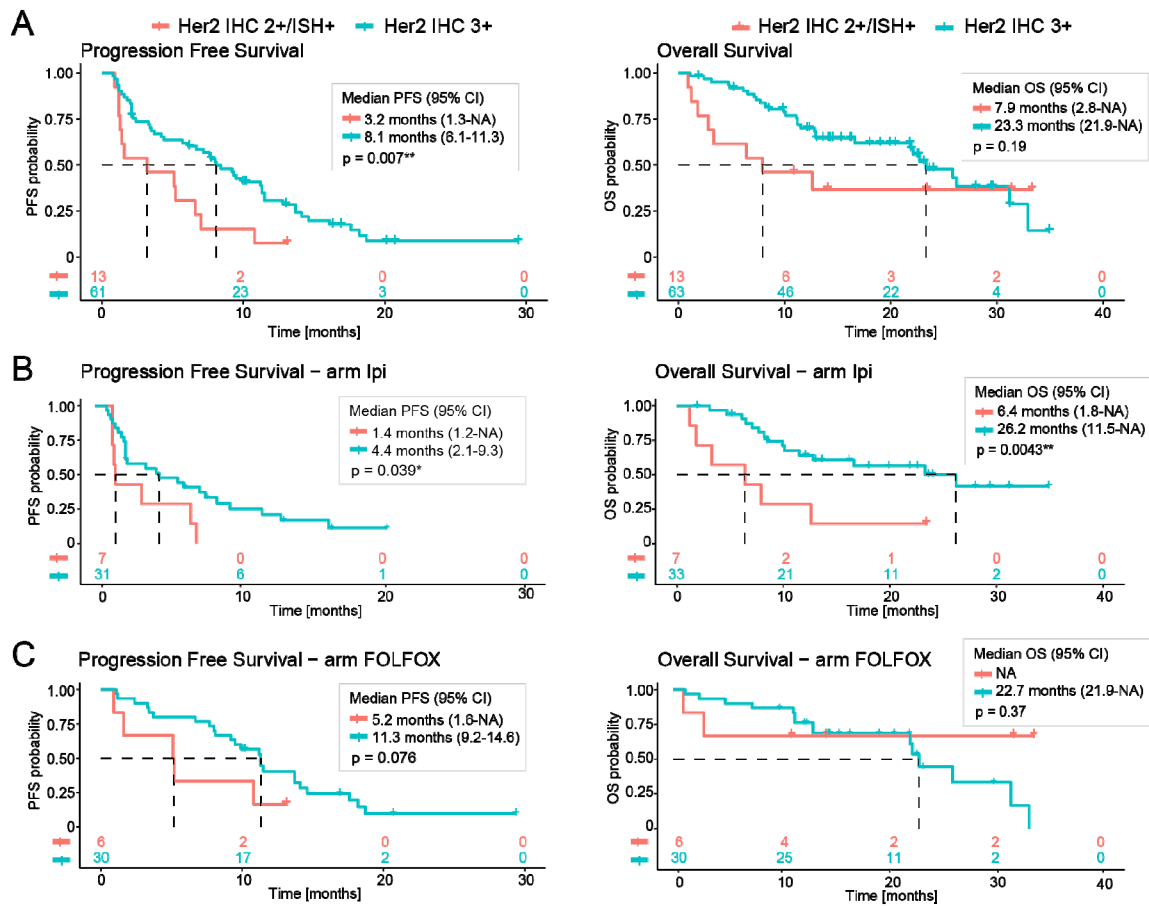 A
Her2 IHC 2+/ISH+ Her2 IHC 3+
Progression Free Survival
PFS probability
1.00
0.75
0.50
0.25
0
Median PFS (95% CI)
3.2 months (1.3-NA)
8.1 months (6.1-11.3)
p = 0.007**
13 2 0 0
61 23 3 0
0 10 20 30
Time [months]
Her2 IHC 2+/ISH+ Her2 IHC 3+
Overall Survival
OS probability
1.00
0.75
0.50
0.25
0
Median OS (95% CI)
7.9 months (2.8-NA)
23.3 months (21.9-NA)
p = 0.19
13 6 3 2 0
63 46 22 4 0
0 10 20 30 40
Time [months]
B
Progression Free Survival – arm Ipi
PFS probability
1.00
0.75
0.50
0.25
0
Median PFS (95% CI)
1.4 months (1.2-NA)
4.4 months (2.1-9.3)
p = 0.039*
7 0 0 0
31 6 1 0
0 10 20 30
Time [months]
Overall Survival – arm Ipi
OS probability
1.00
0.75
0.50
0.25
0.00
Median OS (95% CI)
6.4 months (1.8-NA)
26.2 months (11.5-NA)
p = 0.0043**
7 2 1 0 0
33 21 11 2 0
0 10 20 30 40
Time [months]
C
Progression Free Survival – arm FOLFOX
PFS probability
1.00
0.75
0.50
0.25
0
Median PFS (95% CI)
5.2 months (1.6-NA)
11.3 months (9.2-14.6)
p = 0.076
6 2 0 0
30 17 2 0
0 10 20 30
Time [months]
Overall Survival – arm FOLFOX
OS probability
1.00
0.75
0.50
0.25
0.00
Median OS (95% CI)
NA
22.7 months (21.9-NA)
p = 0.37
6 4 2 2 0
30 25 11 2 0
0 10 20 30 40
Time [months]